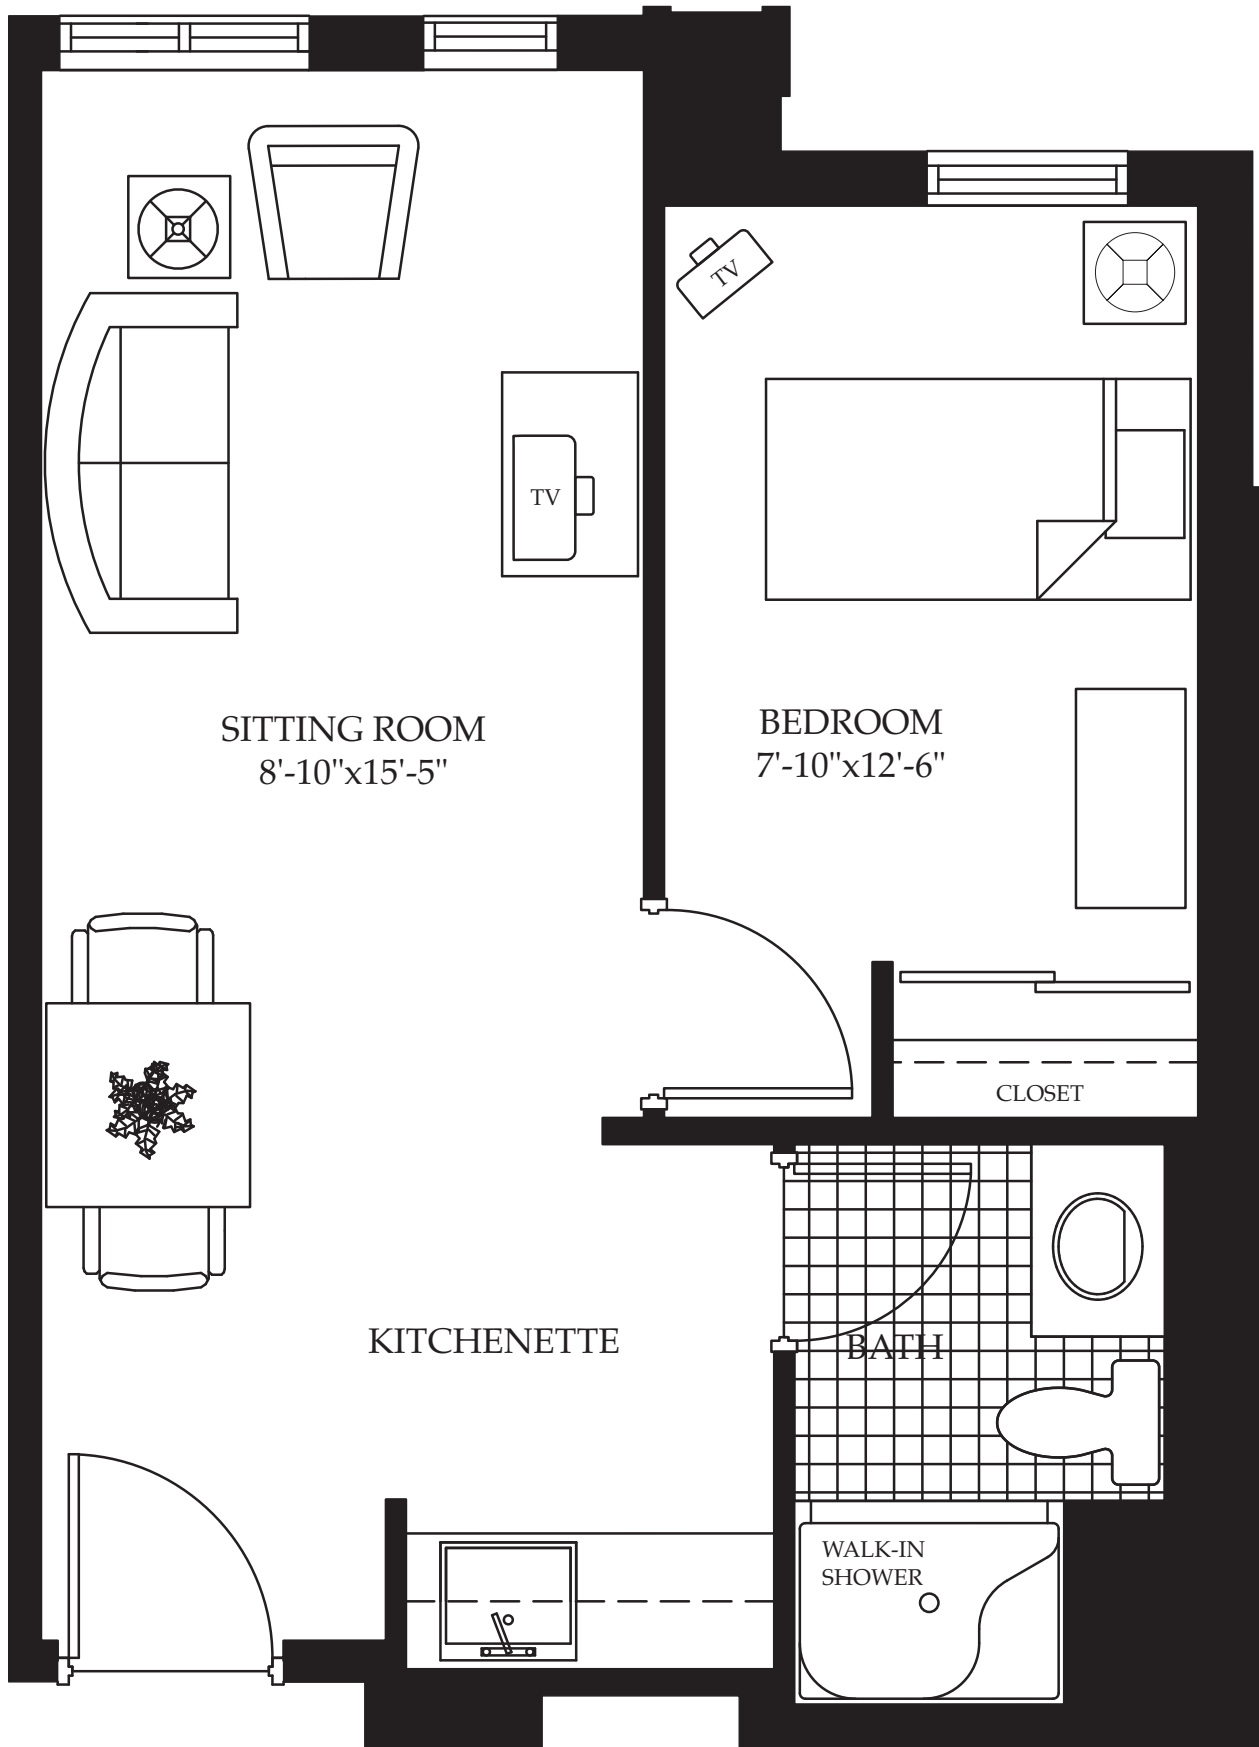 TV
TV
SITTING ROOM
8'-10"x15'-5"
BEDROOM
7'-10"x12'-6"
CLOSET
KITCHENETTE
BATH
WALK-IN
SHOWER